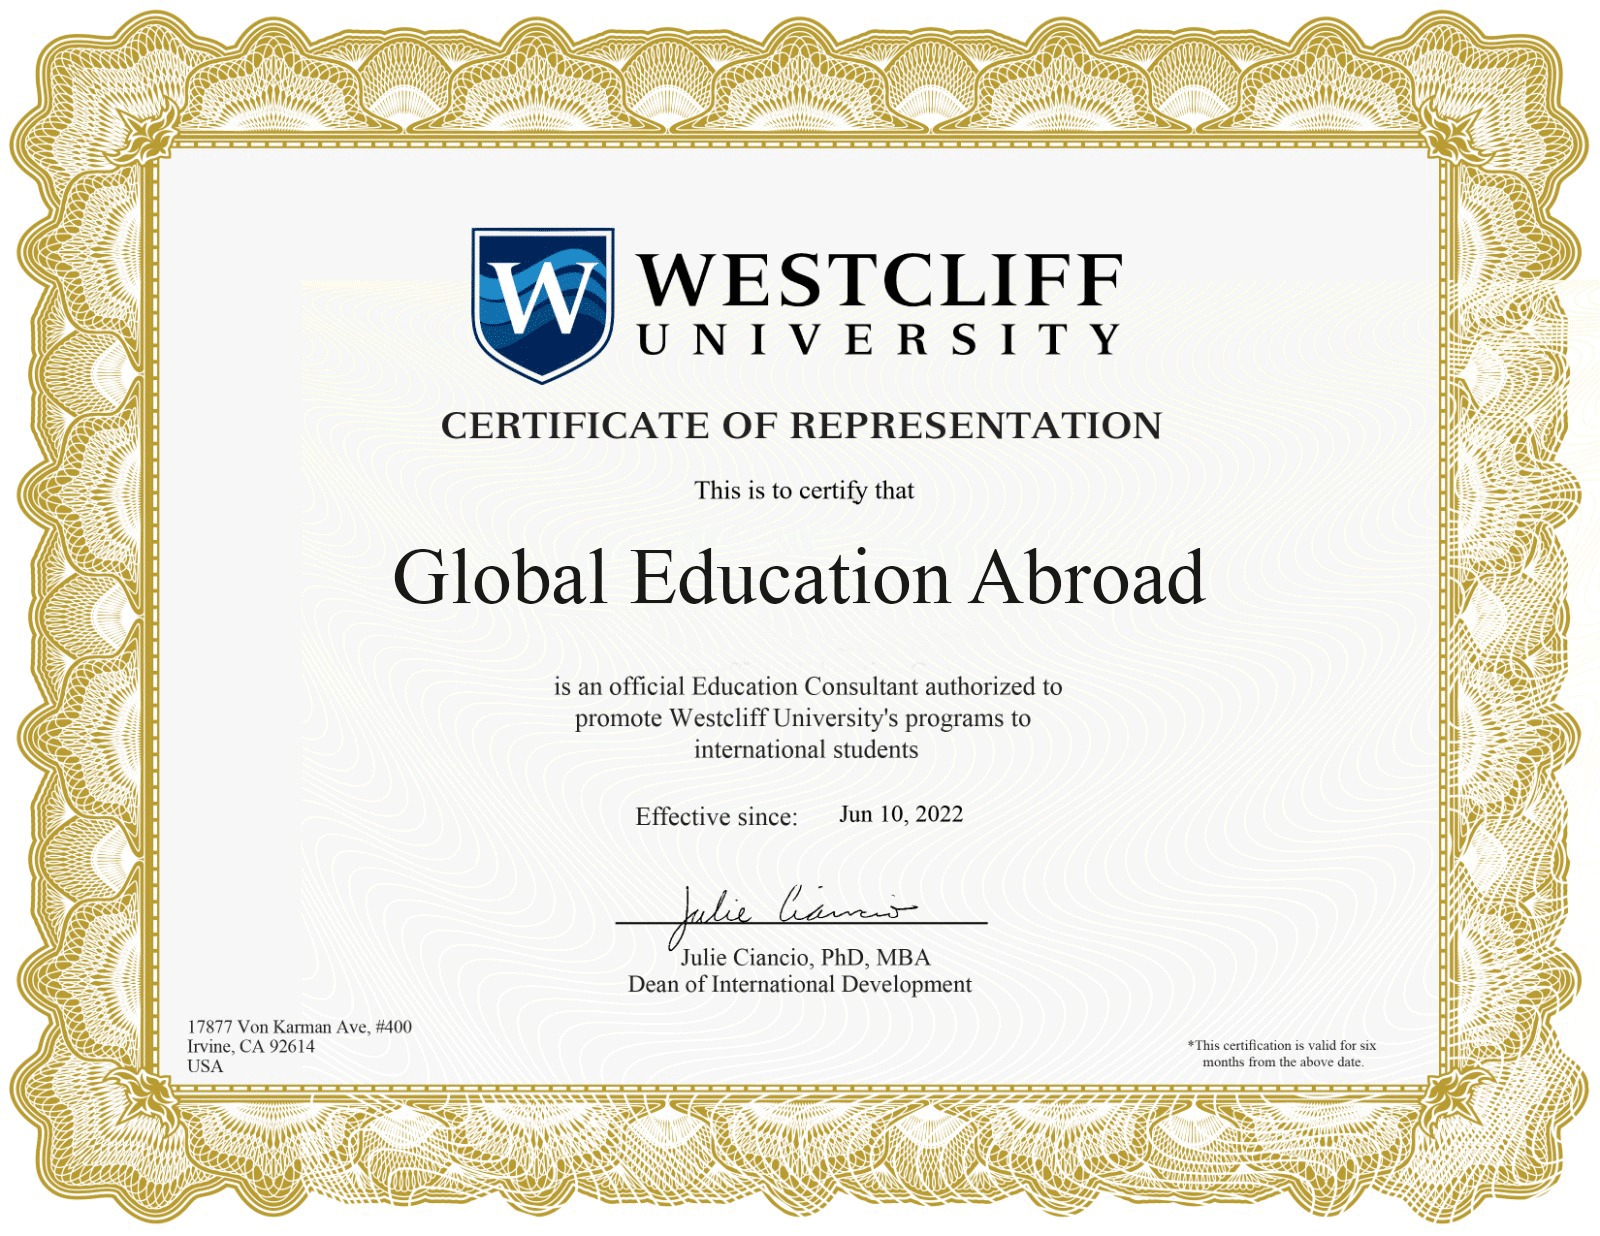 W
WESTCLIFF
UNIVERSITY
CERTIFICATE OF REPRESENTATION
This is to certify that
Global Education Abroad
is an official Education Consultant authorized to
promote Westcliff University's programs to
international students
Effective since: Jun 10, 2022
Julie Ciancio
Julie Ciancio, PhD, MBA
Dean of International Development
17877 Von Karman Ave, #400
Irvine, CA 92614
USA
*This certification is valid for six
months from the above date.